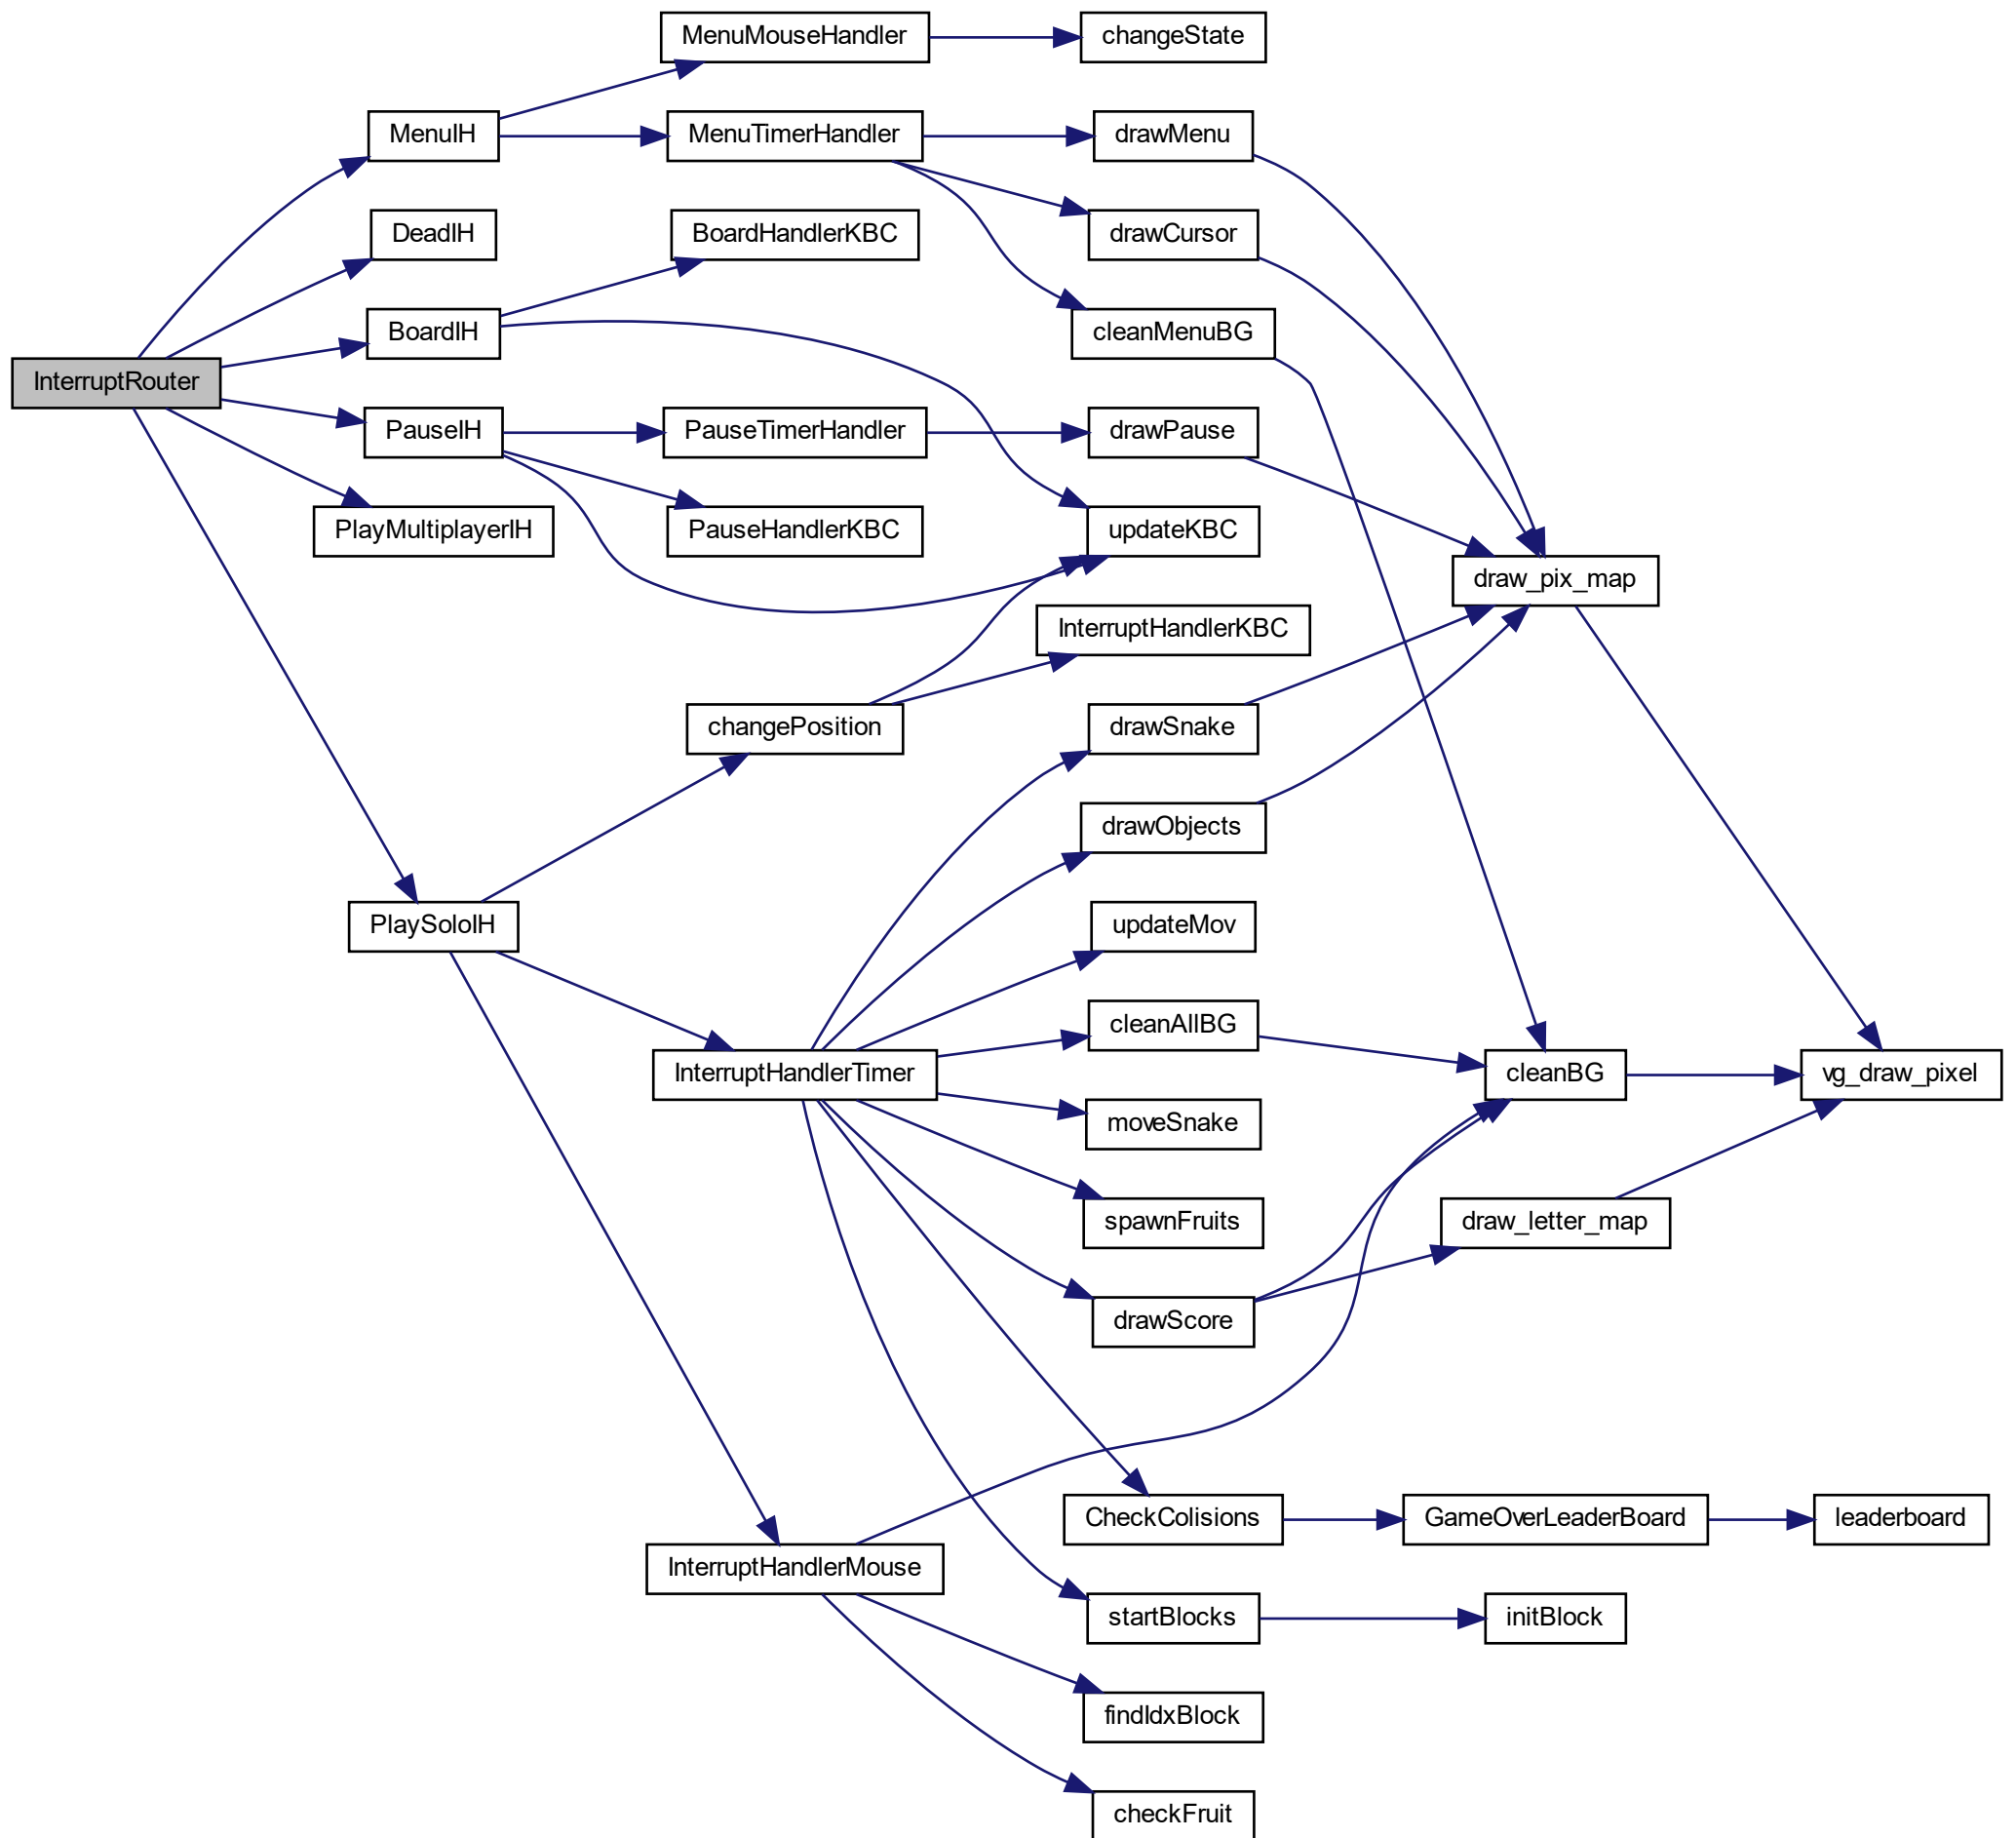 MenuMouseHandler
changeState
MenuIH
MenuTimerHandler
drawMenu
DeadIH
BoardHandlerKBC
drawCursor
BoardIH
cleanMenuBG
InterruptRouter
PauseIH
PauseTimerHandler
drawPause
PlayMultiplayerIH
PauseHandlerKBC
updateKBC
draw_pix_map
InterruptHandlerKBC
changePosition
drawSnake
drawObjects
PlaySoloIH
updateMov
cleanAllBG
InterruptHandlerTimer
cleanBG
vg_draw_pixel
moveSnake
spawnFruits
draw_letter_map
drawScore
CheckColisions
GameOverLeaderBoard
leaderboard
InterruptHandlerMouse
startBlocks
initBlock
findIdxBlock
checkFruit